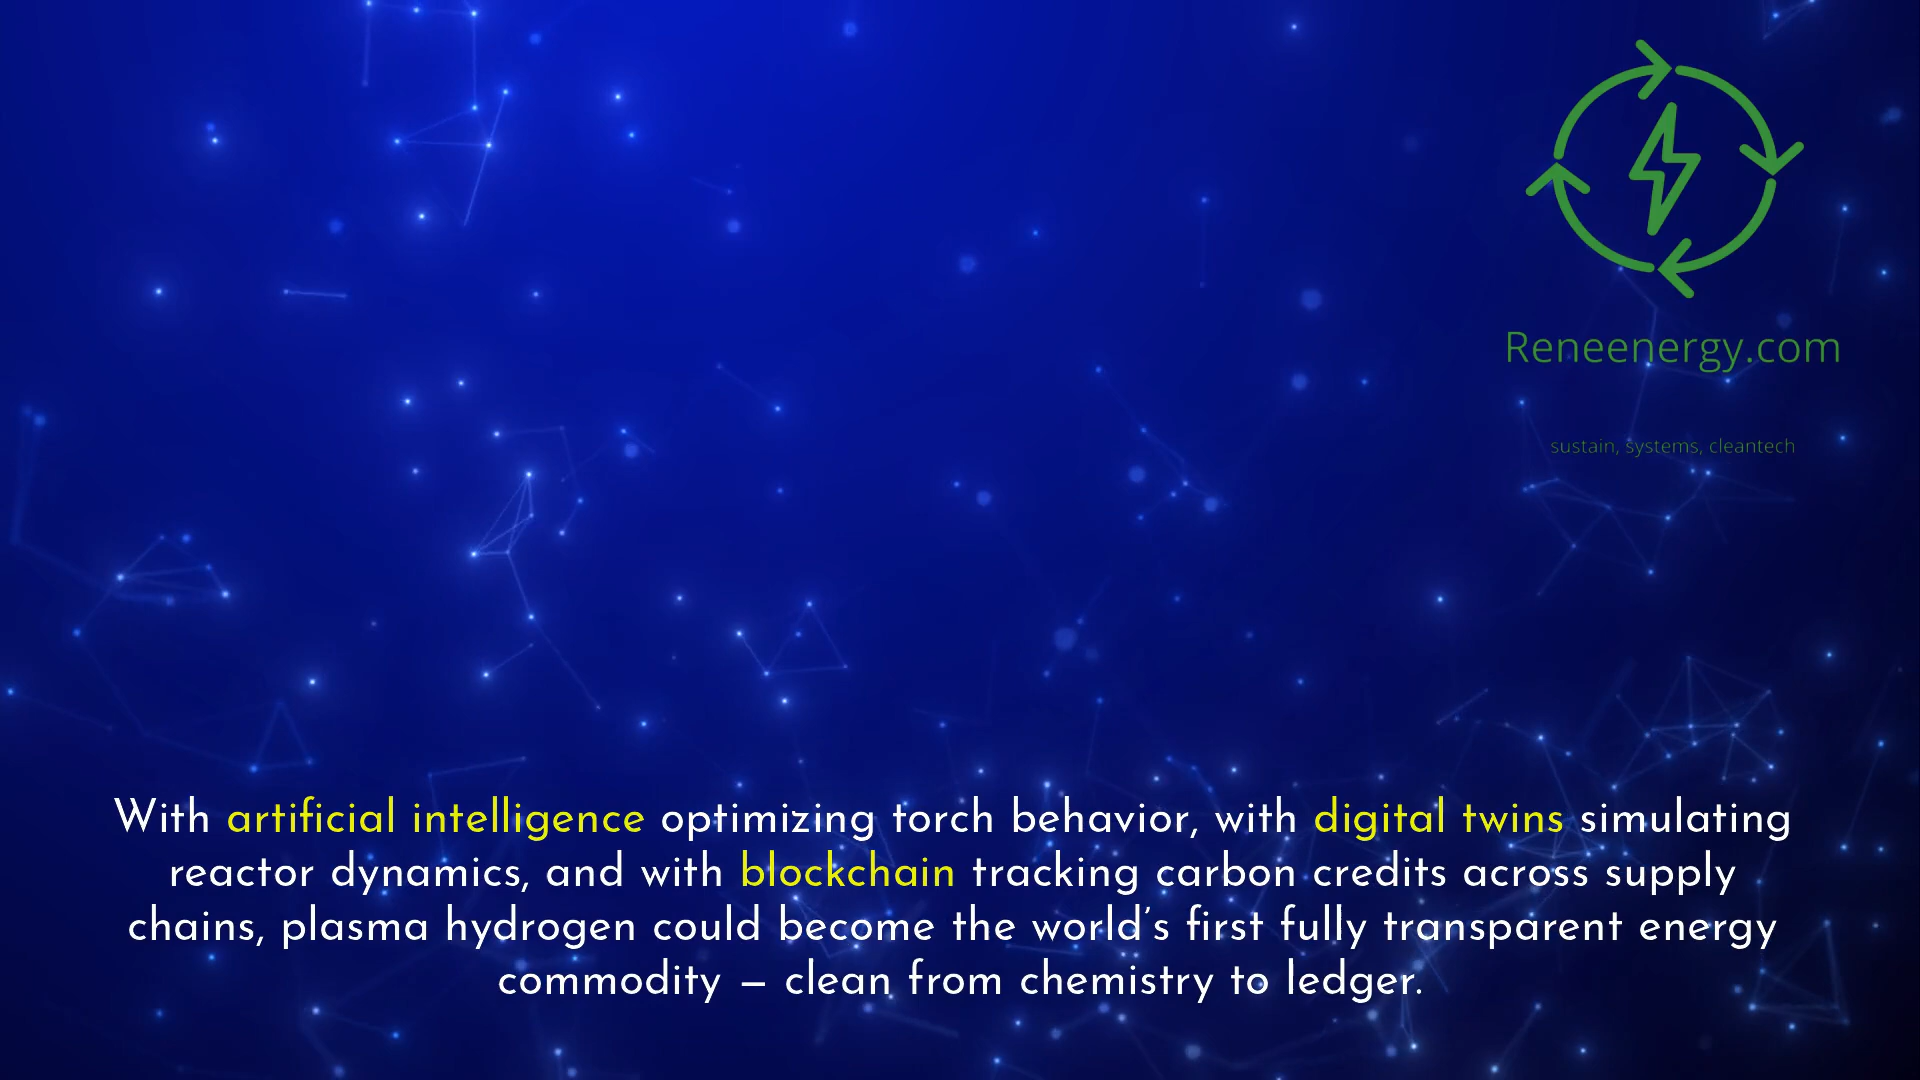 Reneenergy.com
sustain, systems, cleantech
With artificial intelligence optimizing torch behavior, with digital twins simulating
reactor dynamics, and with blockchain tracking carbon credits across supply
chains, plasma hydrogen could become the world’s first fully transparent energy
commodity – clean from chemistry to ledger.